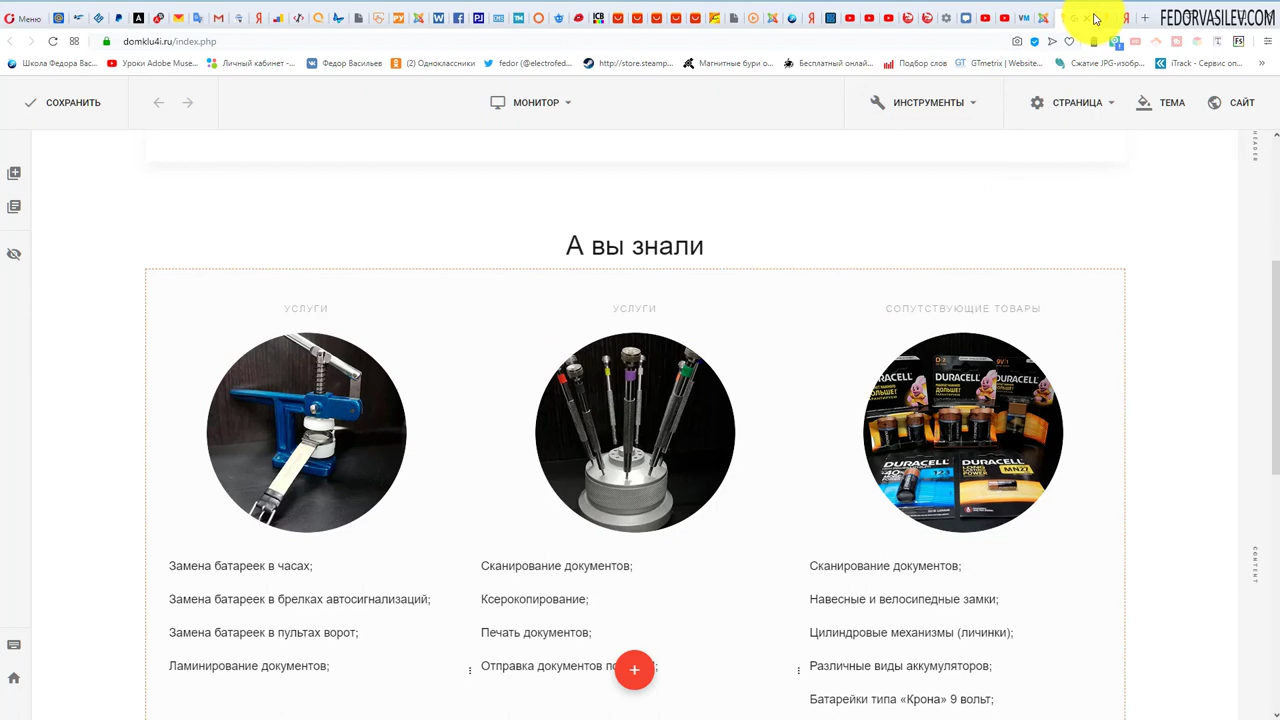 Меню
FEDORVASILEV.COM
domklu4i.ru/index.php
Школа Федора Вас...
Уроки Adobe Muse...
Личный кабинет -...
Федор Васильев
(2) Одноклассники
fedor (@electrofed...
http://store.steamp...
Магнитные бури о...
Бесплатный онлай...
Подбор слов
GTmetrix | Website...
Сжатие JPG-изобр...
iTrack - Сервис оп...
СОХРАНИТЬ
МОНИТОР
ИНСТРУМЕНТЫ
СТРАНИЦА
ТЕМА
САЙТ
HEADER
А вы знали
УСЛУГИ
УСЛУГИ
СОПУТСТВУЮЩИЕ ТОВАРЫ
DURACELL
DURACELL
DURACELL
DURACELL
DURACELL
MN27
Замена батареек в часах;
Замена батареек в брелках автосигнализаций;
Замена батареек в пультах ворот;
Ламинирование документов;
Сканирование документов;
Ксерокопирование;
Печать документов;
Отправка документов по
Сканирование документов;
Навесные и велосипедные замки;
Цилиндровые механизмы (личинки);
Различные виды аккумуляторов;
Батарейки типа «Крона» 9 вольт;
CONTENT